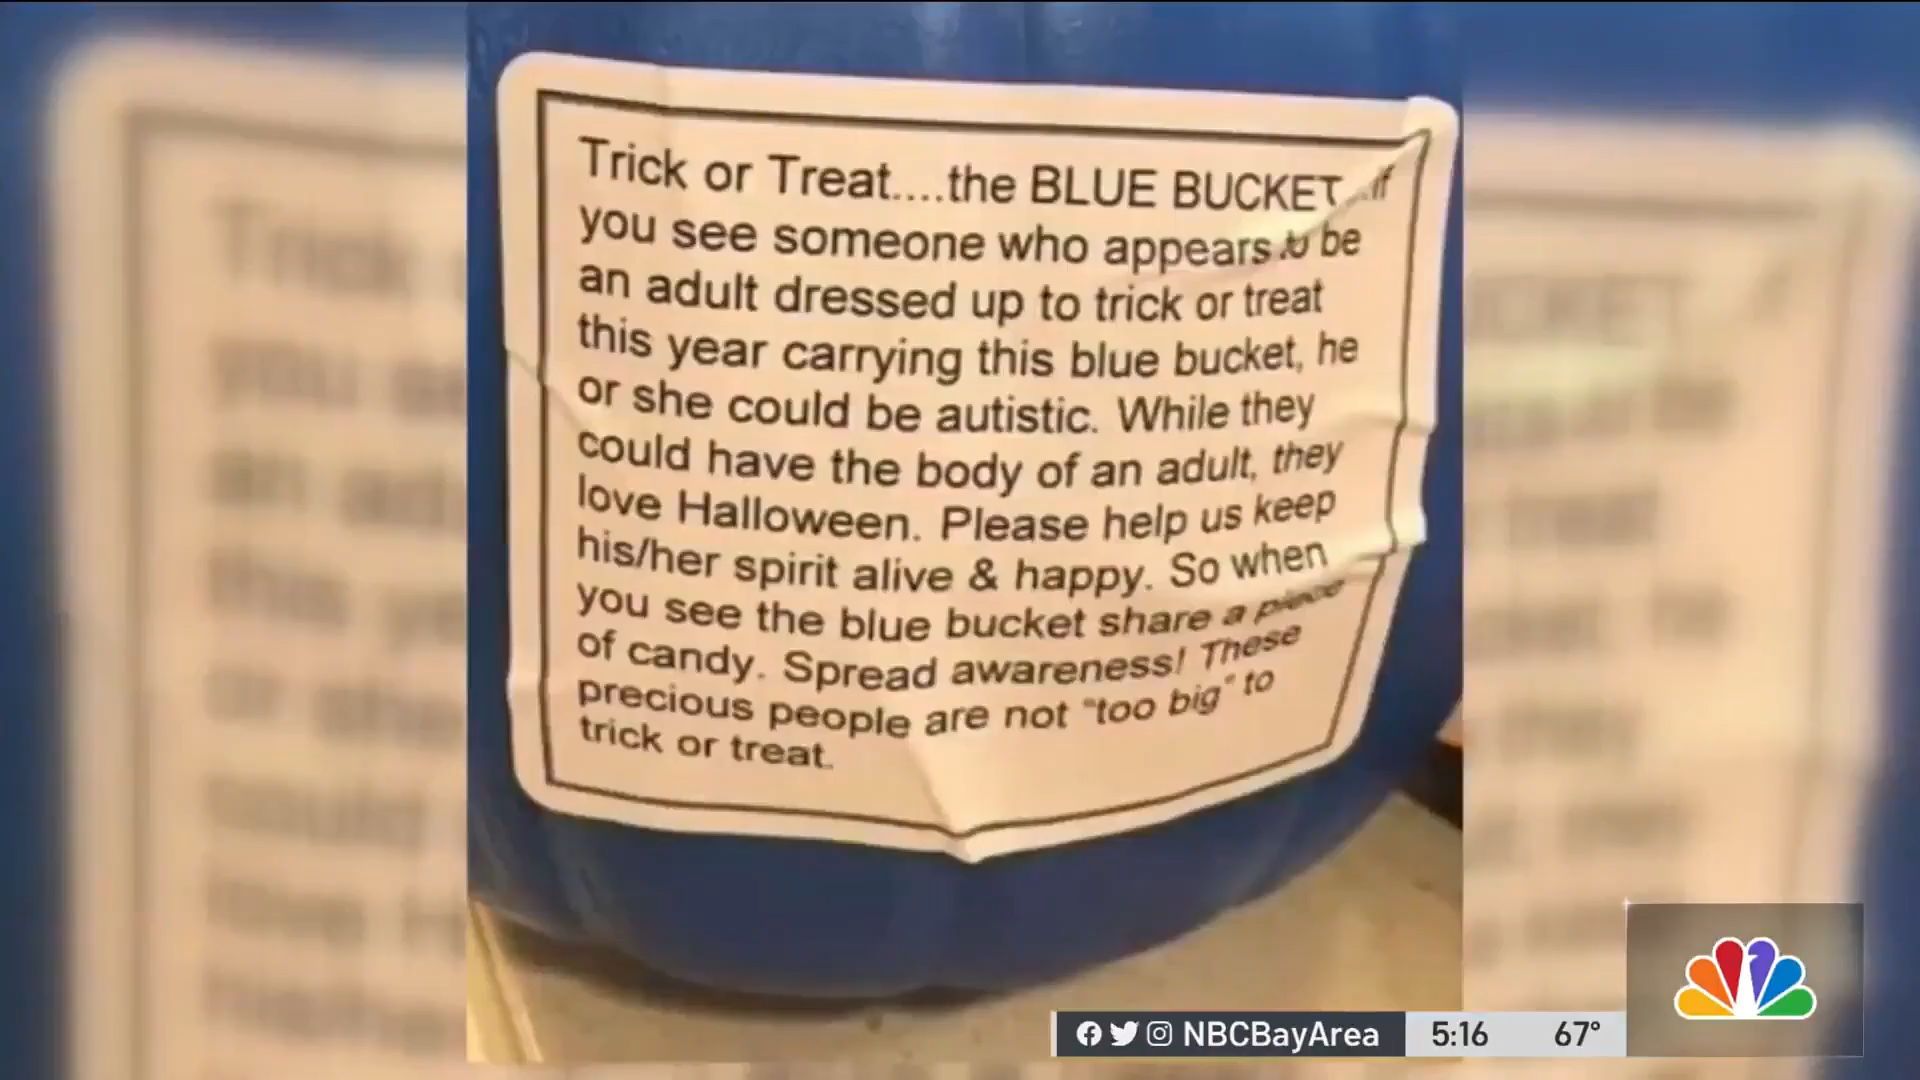 Trick or Treat....the BLUE BUCKET...if
you see someone who appears to be
an adult dressed up to trick or treat
this year carrying this blue bucket, he
or she could be autistic. While they
could have the body of an adult, they
love Halloween. Please help us keep
his/her spirit alive & happy. So when
you see the blue bucket share a piece
of candy. Spread awareness! These
precious people are not "too big" to
trick or treat.
NBCBayArea 5:16 67°